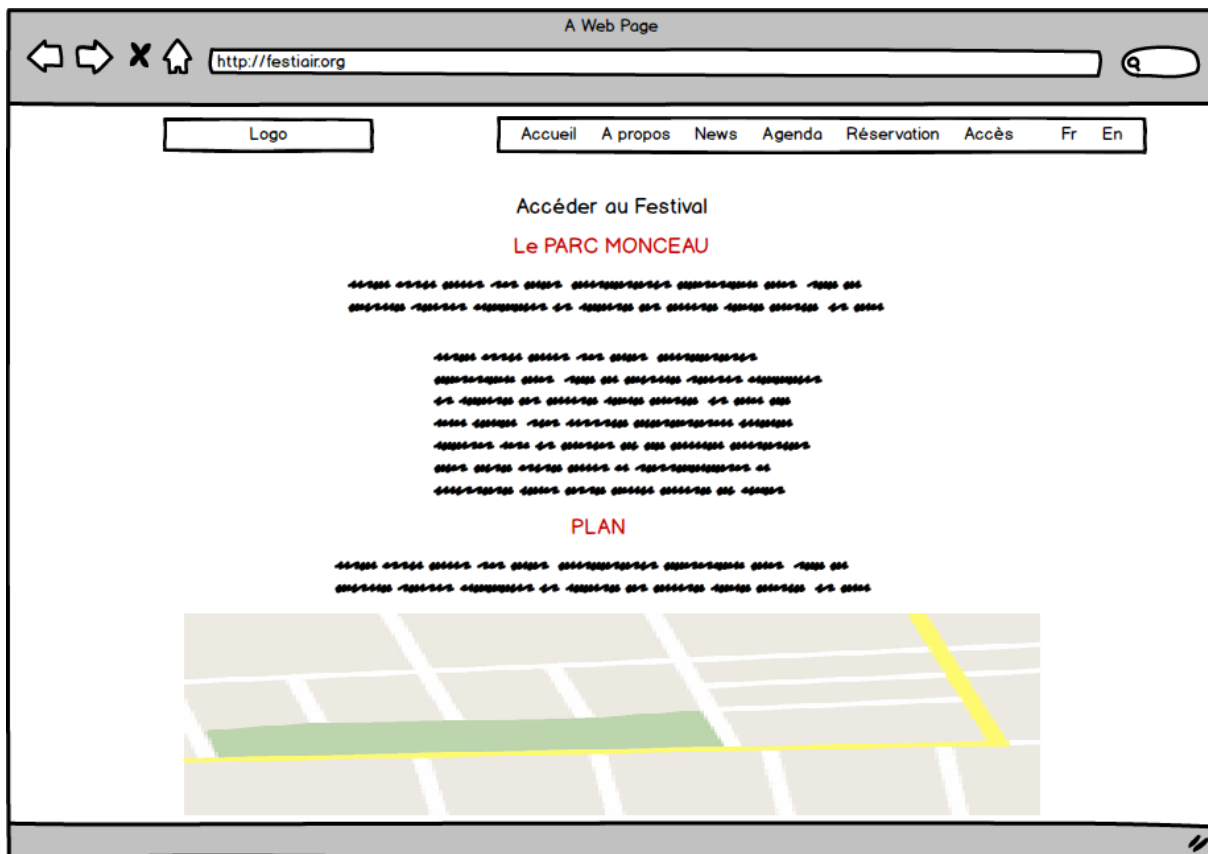 A Web Page
http://festiair.org
Logo
Accueil A propos News Agenda Réservation Accès Fr En
Accéder au Festival
Le PARC MONCEAU
PLAN